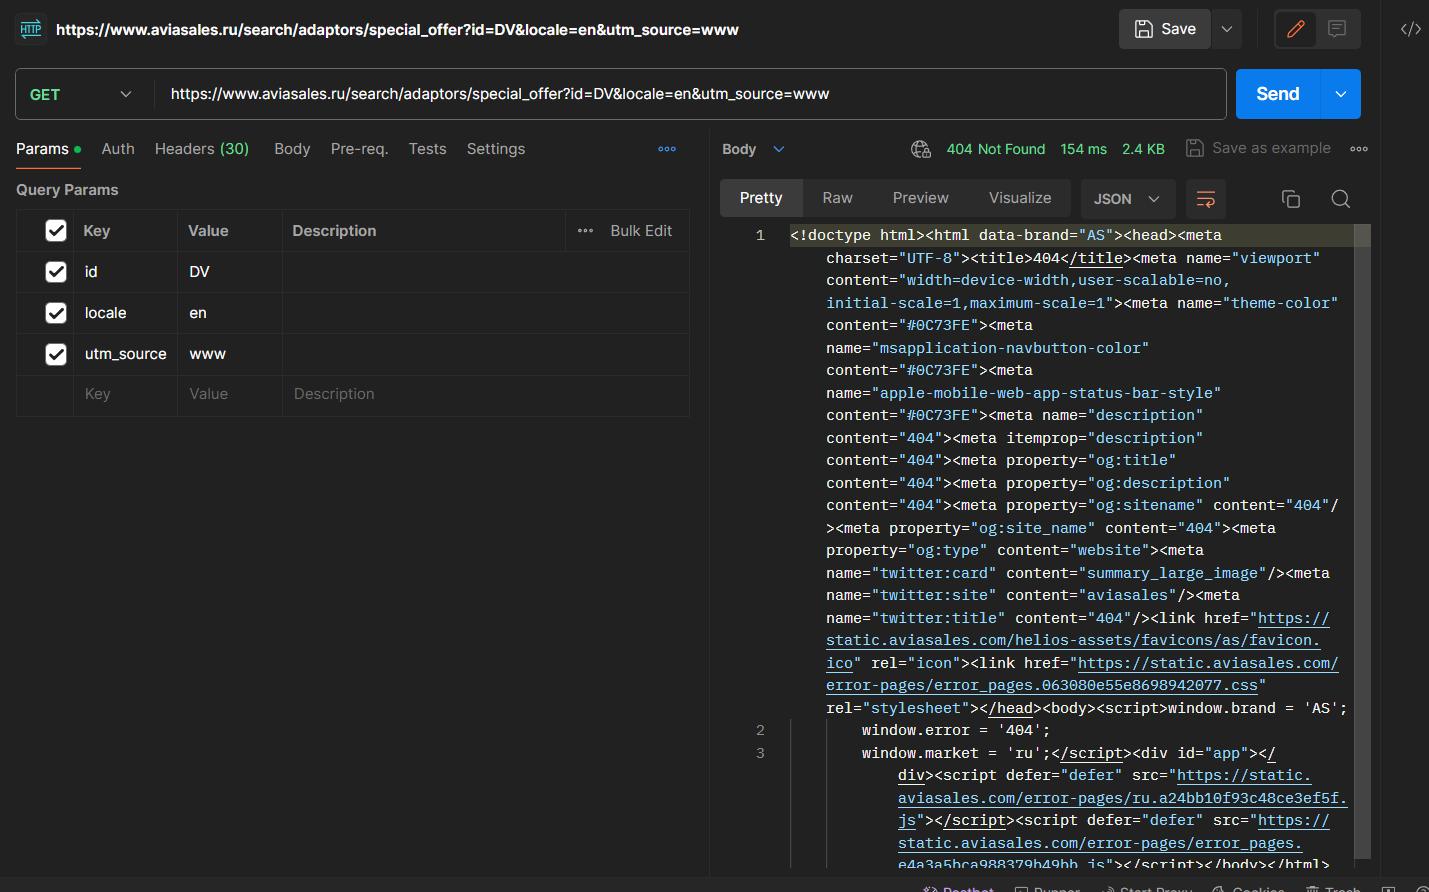 HTTP https://www.aviasales.ru/search/adaptors/special_offer?id=DV&locale=en&utm_source=www Save
GET https://www.aviasales.ru/search/adaptors/special_offer?id=DV&locale=en&utm_source=www Send
Params Auth Headers (30) Body Pre-req. Tests Settings
Query Params
Key Value Description Bulk Edit
id DV
locale en
utm_source www
Key Value Description
Body 404 Not Found 154 ms 2.4 KB Save as example
Pretty Raw Preview Visualize JSON
1 <!doctype html><html data-brand="AS"><head><meta
charset="UTF-8"><title>404</title><meta name="viewport"
content="width=device-width,user-scalable=no,
initial-scale=1,maximum-scale=1"><meta name="theme-color"
content="#0C73FE"><meta
name="msapplication-navbutton-color"
content="#0C73FE"><meta
name="apple-mobile-web-app-status-bar-style"
content="#0C73FE"><meta name="description"
content="404"><meta itemprop="description"
content="404"><meta property="og:title"
content="404"><meta property="og:description"
content="404"><meta property="og:sitename" content="404"/
><meta property="og:site_name" content="404"><meta
property="og:type" content="website"><meta
name="twitter:card" content="summary_large_image"/><meta
name="twitter:site" content="aviasales"/><meta
name="twitter:title" content="404"/><link href="https://
static.aviasales.com/helios-assets/favicons/as/favicon.
ico" rel="icon"><link href="https://static.aviasales.com/
error-pages/error_pages.063080e55e8698942077.css"
rel="stylesheet"></head><body><script>window.brand = 'AS';
2 window.error = '404';
3 window.market = 'ru';</script><div id="app"></
div><script defer="defer" src="https://static.
aviasales.com/error-pages/ru.a24bb10f93c48ce3ef5f.
js"></script><script defer="defer" src="https://
static.aviasales.com/error-pages/error_pages.
e4a3a5bca988379b49bb.js"></script></body></html>
Postbot Runner Start Proxy Cookies Trash